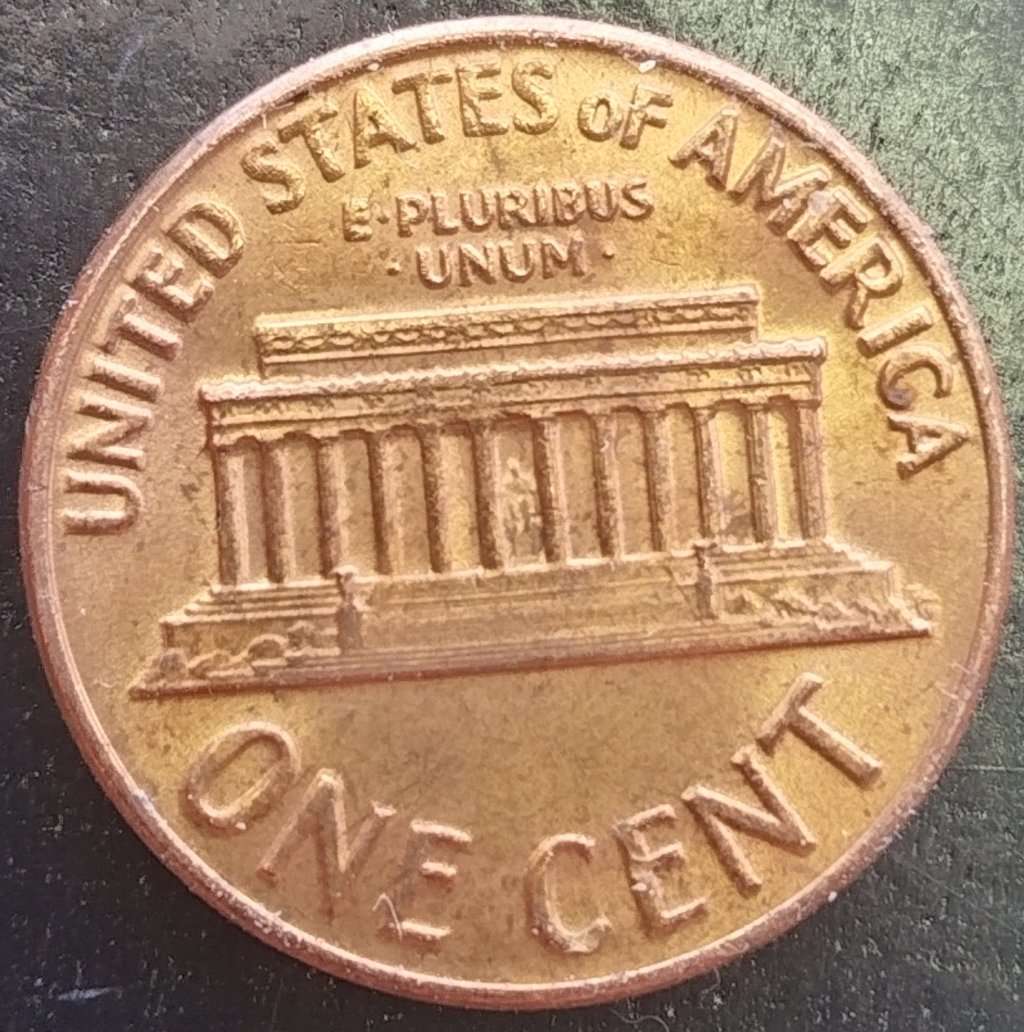 UNITED STATES OF AMERICA
E·PLURIBUS
·UNUM·
ONE CENT